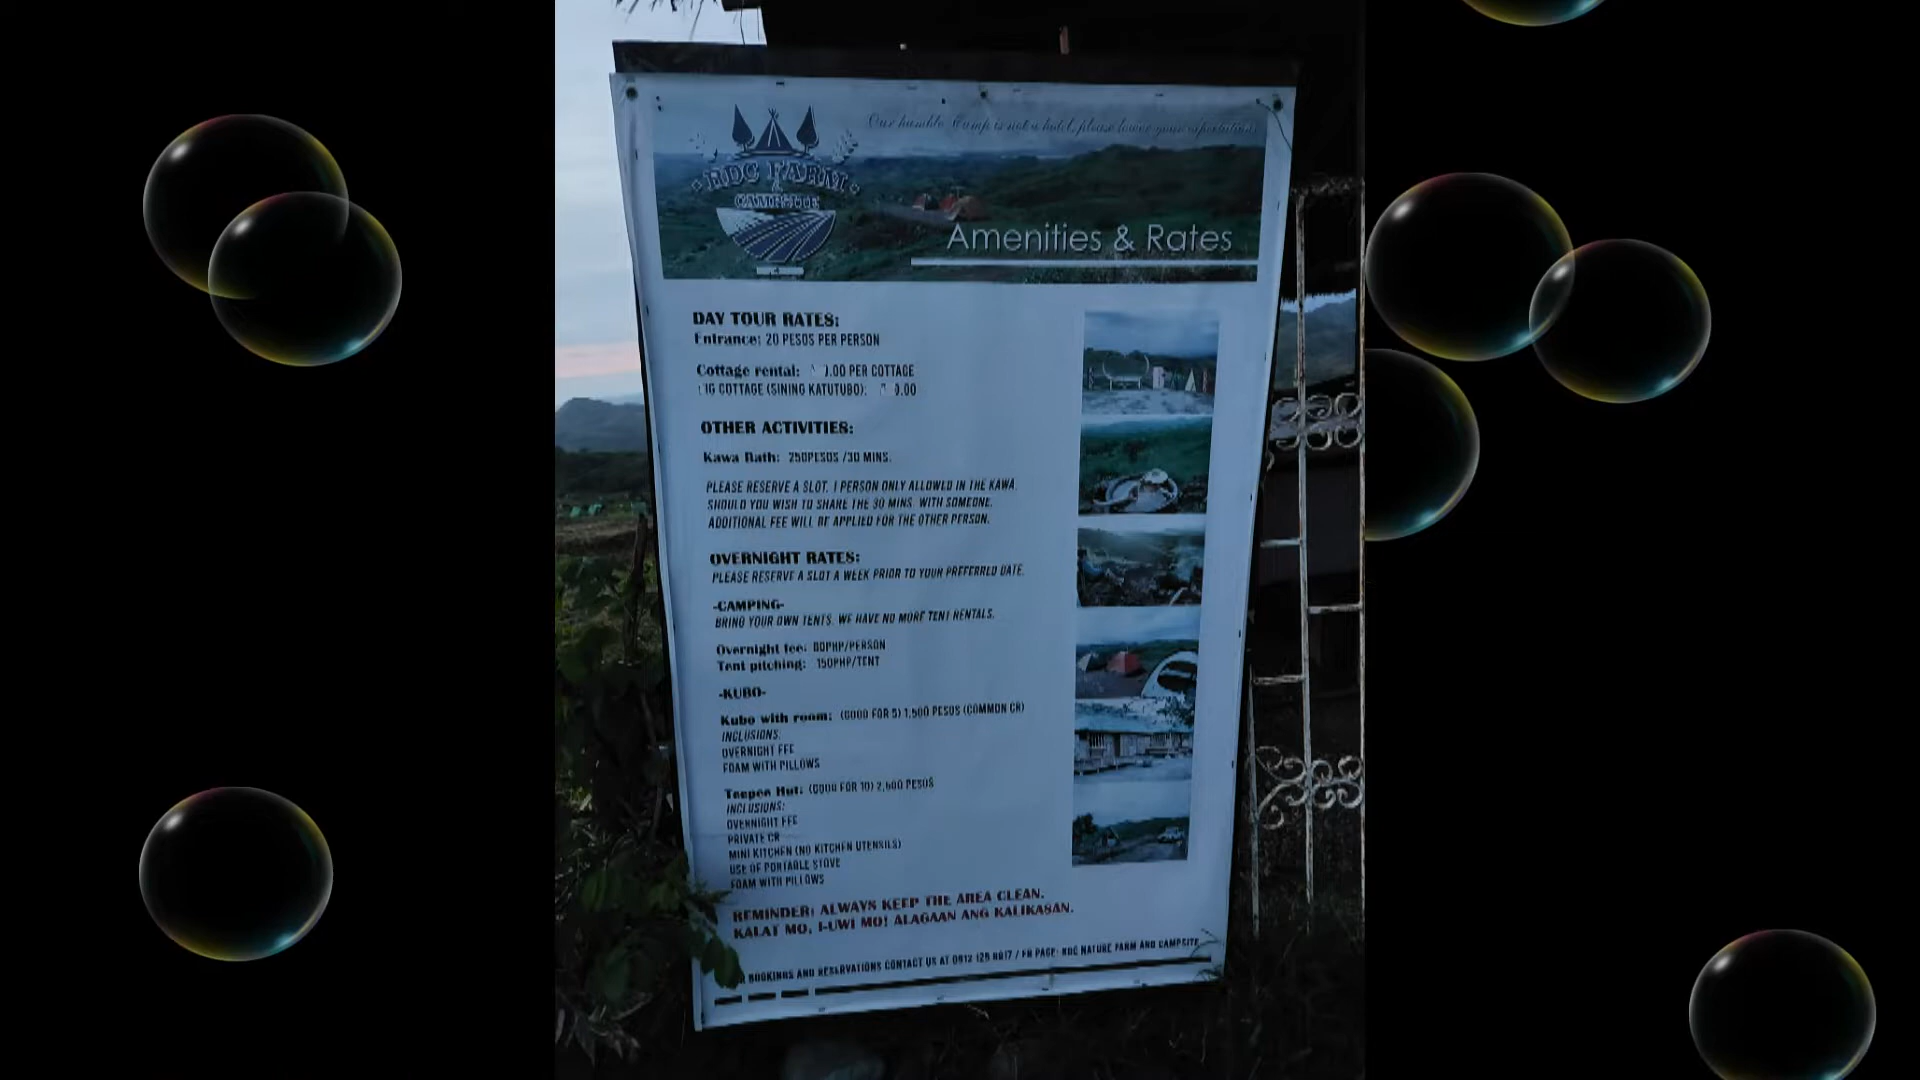 Our humble Camp is not a hotel, please lower your expectations
RDC FARM
&
CAMPSITE
Amenities & Rates
DAY TOUR RATES:
Entrance: 20 PESOS PER PERSON
Cottage rental: .00 PER COTTAGE
COTTAGE (SINING KATUTUBO): 0.00
OTHER ACTIVITIES:
Kawa Bath: 250PESOS /30 MINS.
PLEASE RESERVE A SLOT. 1 PERSON ONLY ALLOWED IN THE KAWA.
SHOULD YOU WISH TO SHARE THE 30 MINS. WITH SOMEONE,
ADDITIONAL FEE WILL BE APPLIED FOR THE OTHER PERSON.
OVERNIGHT RATES:
PLEASE RESERVE A SLOT A WEEK PRIOR TO YOUR PREFERRED DATE.
-CAMPING-
BRING YOUR OWN TENTS. WE HAVE NO MORE TENT RENTALS.
Overnight fee: 80PHP/PERSON
Tent pitching: 150PHP/TENT
-KUBO-
Kubo with room: (GOOD FOR 5) 1,500 PESOS (COMMON CR)
INCLUSIONS:
OVERNIGHT FEE
FOAM WITH PILLOWS
Teepee Hut: (GOOD FOR 10) 2,500 PESOS
INCLUSIONS:
OVERNIGHT FEE
PRIVATE CR
MINI KITCHEN (NO KITCHEN UTENSILS)
USE OF PORTABLE STOVE
FOAM WITH PILLOWS
REMINDER: ALWAYS KEEP THE AREA CLEAN.
KALAT MO, I-UWI MO! ALAGAAN ANG KALIKASAN.
BOOKINGS AND RESERVATIONS CONTACT US AT 0912 / FB PAGE: RDC NATURE FARM AND CAMPSITE